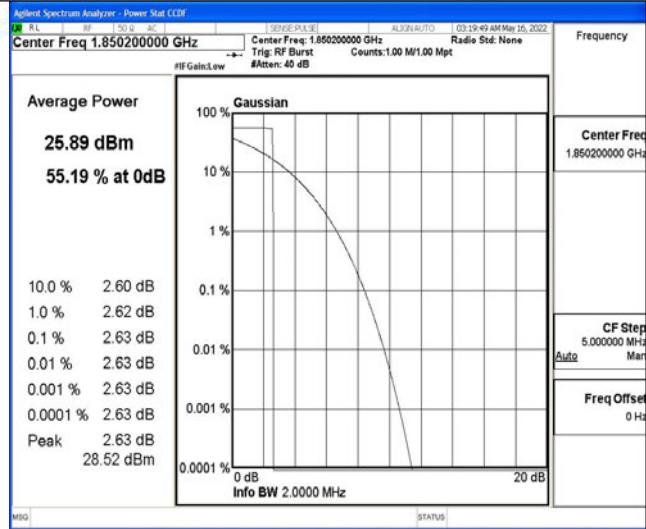 Agilent Spectrum Analyzer - Power Stat CCDF
RL RF 50 Ω AC SENSE:PULSE ALIGN AUTO 03:19:49 AM May 16, 2022
Center Freq 1.850200000 GHz
Center Freq: 1.850200000 GHz Radio Std: None
Trig: RF Burst Counts:1.00 M/1.00 Mpt
#IFGain:Low #Atten: 40 dB
Frequency
Average Power
25.89 dBm
55.19 % at 0dB
10.0 % 2.60 dB
1.0 % 2.62 dB
0.1 % 2.63 dB
0.01 % 2.63 dB
0.001 % 2.63 dB
0.0001 % 2.63 dB
Peak 2.63 dB
28.52 dBm
Gaussian
100 %
10 %
1 %
0.1 %
0.01 %
0.001 %
0.0001 %
0 dB 20 dB
Info BW 2.0000 MHz
Center Freq
1.850200000 GHz
CF Step
5.000000 MHz
Auto Man
Freq Offset
0 Hz
MSG STATUS